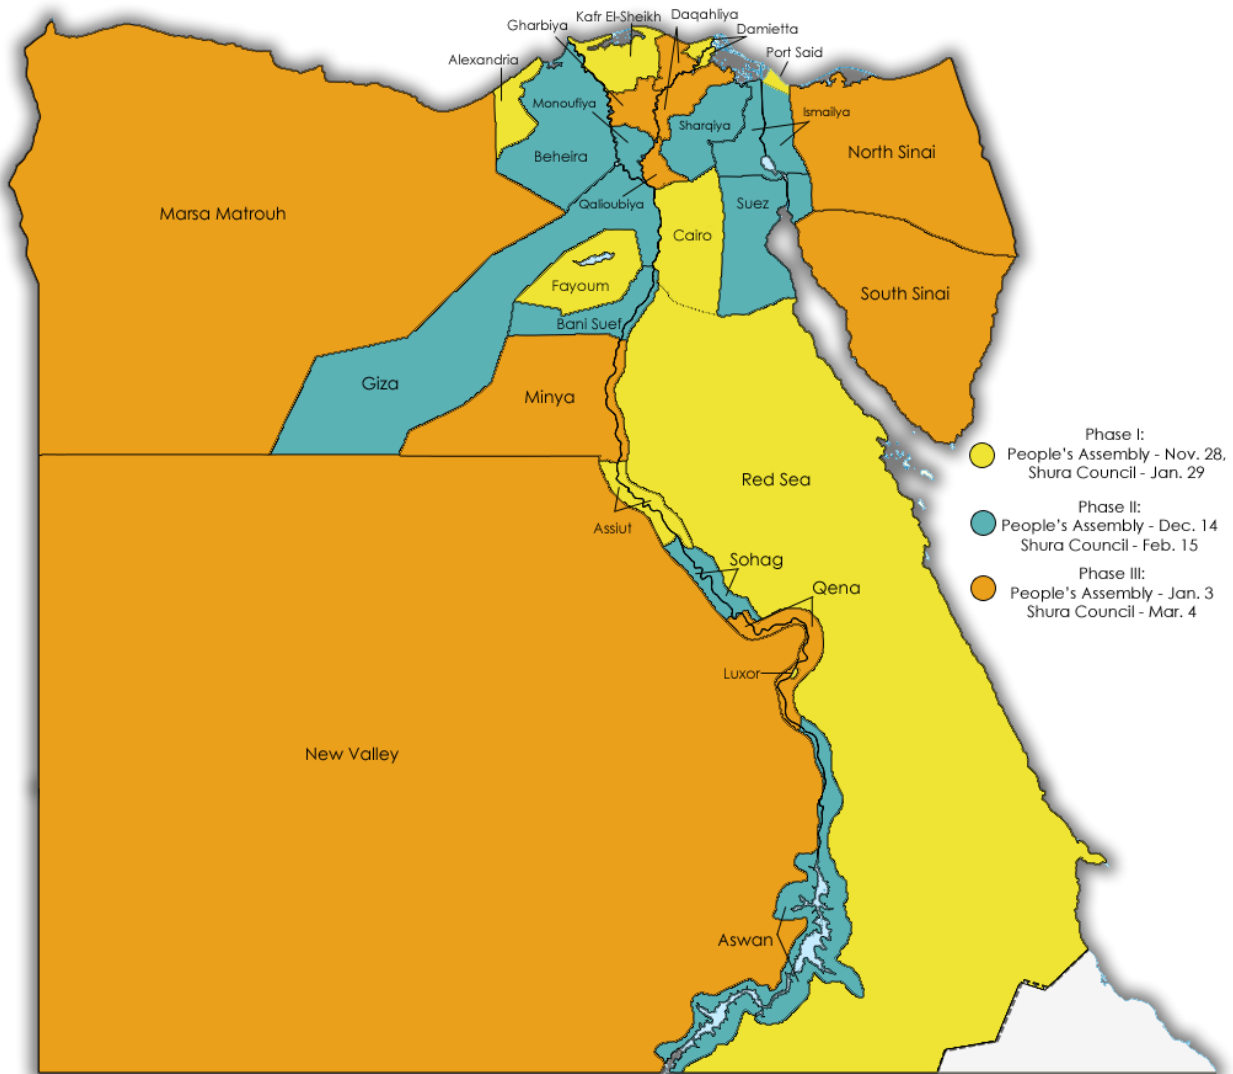 Kafr El-Sheikh
Daqahliya
Gharbiya
Damietta
Port Said
Alexandria
Monoufiya
Ismailya
Sharqiya
Beheira
North Sinai
Qalioubiya
Suez
Marsa Matrouh
Cairo
Fayoum
South Sinai
Bani Suef
Giza
Minya
Phase I:
People's Assembly - Nov. 28,
Shura Council - Jan. 29
Red Sea
Phase II:
People's Assembly - Dec. 14
Shura Council - Feb. 15
Assiut
Sohag
Phase III:
People's Assembly - Jan. 3
Shura Council - Mar. 4
Qena
Luxor
New Valley
Aswan